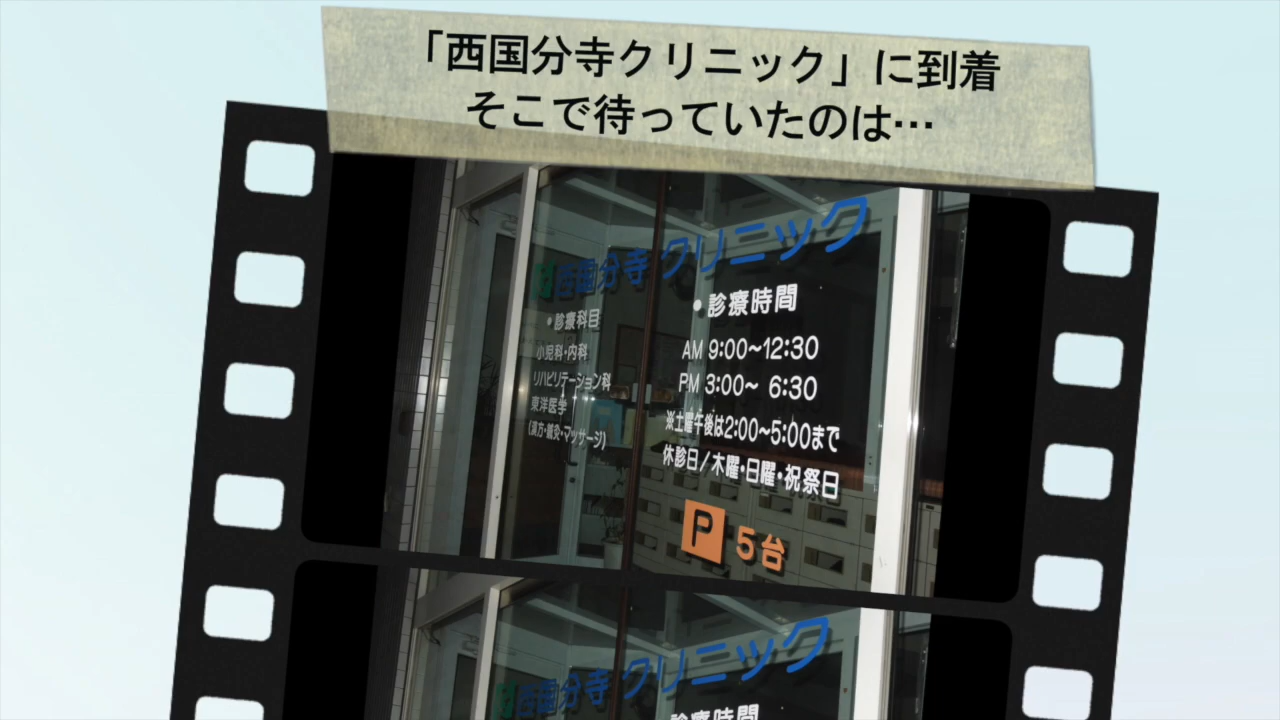 「西国分寺クリニック」に到着
そこで待っていたのは…
西国分寺クリニック
●診療科目
小児科・内科
リハビリテーション科
東洋医学
(漢方・鍼灸・マッサージ)
●診療時間
AM 9:00~12:30
PM 3:00~ 6:30
※土曜午後は2:00~5:00まで
休診日/木曜・日曜・祝祭日
P 5台
西国分寺クリニック
診療時間